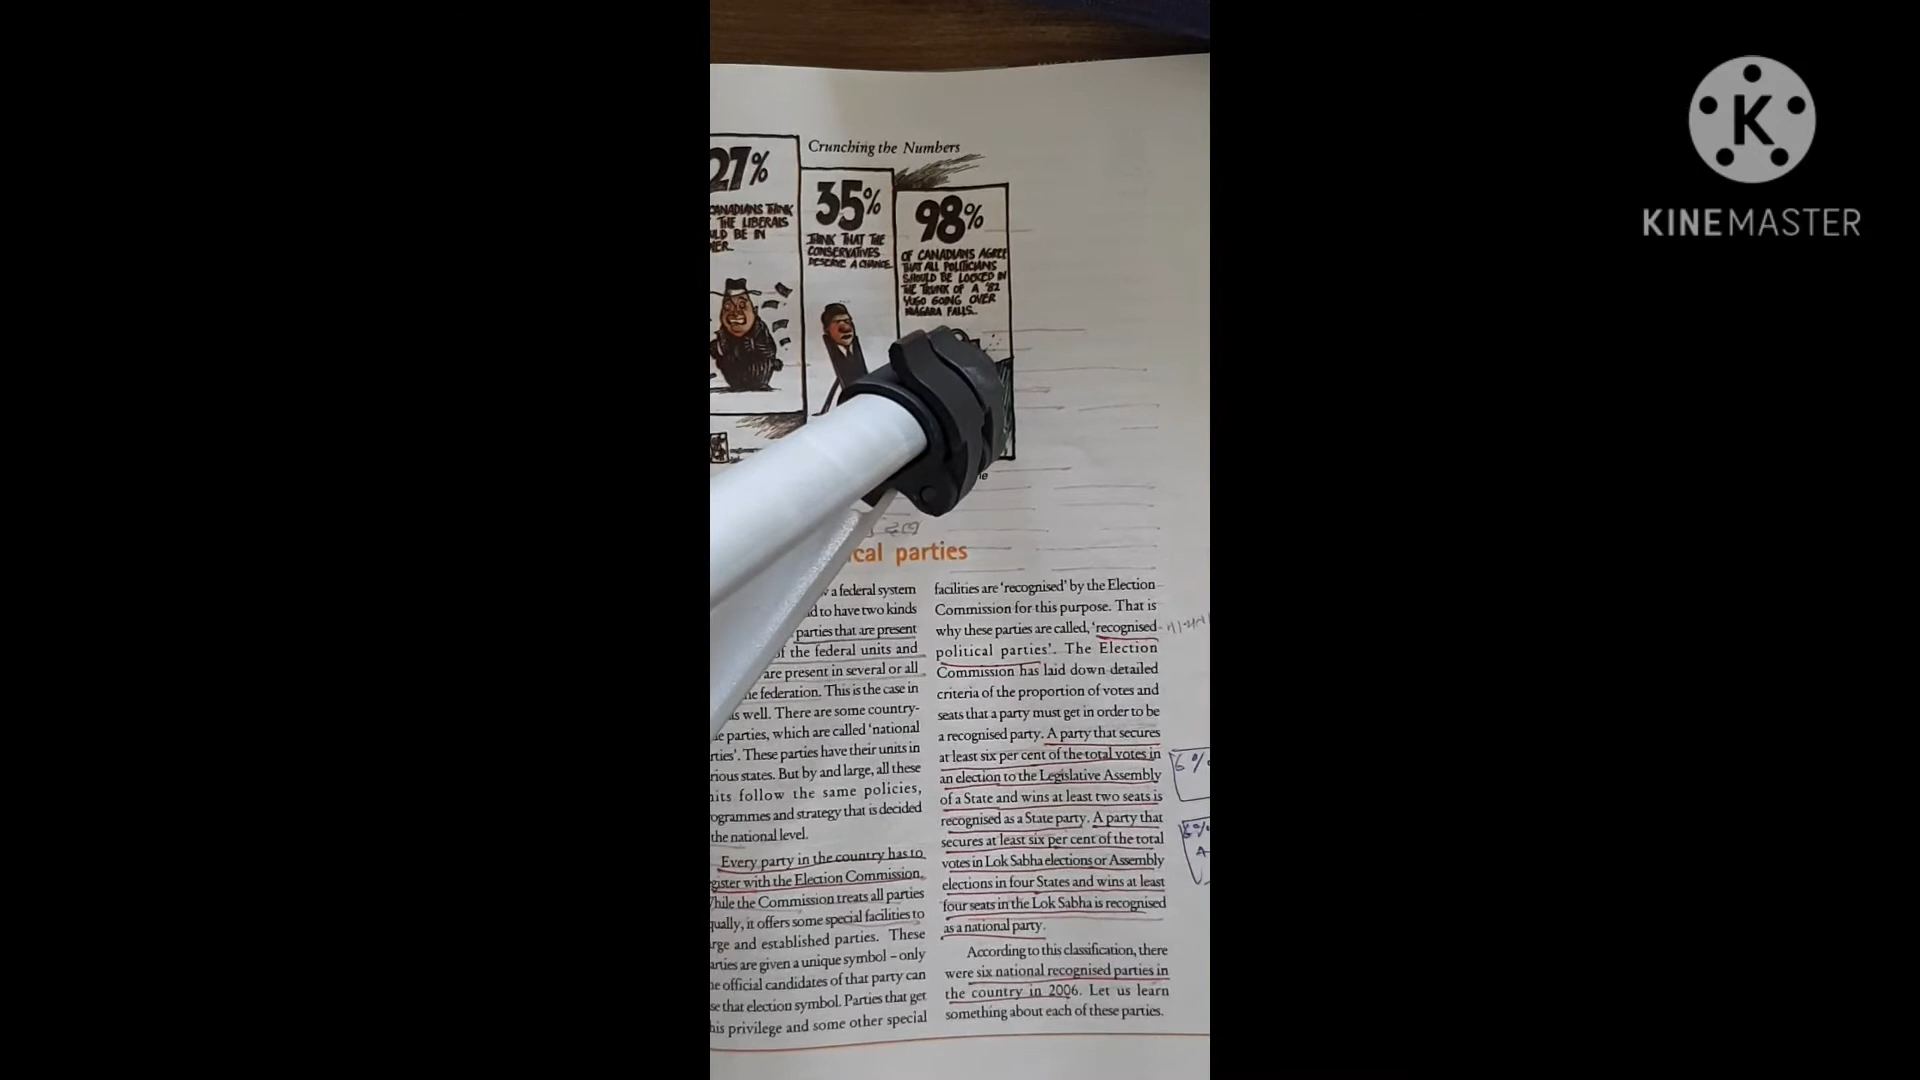 Crunching the Numbers
27%
CANADIANS THINK
THE LIBERALS
BE IN
35%
THINK THAT THE
CONSERVATIVES
DESERVE A CHANCE.
98%
OF CANADIANS AGREE
THAT ALL POLITICIANS
SHOULD BE LOCKED IN
THE TRUNK OF A '82
YUGO GOING OVER
NIAGARA FALLS..
cal parties
a federal system
to have two kinds
parties that are present
of the federal units and
are present in several or all
federation. This is the case in
as well. There are some country-
parties, which are called 'national
ties'. These parties have their units in
rious states. But by and large, all these
its follow the same policies,
ogrammes and strategy that is decided
the national level.
Every party in the country has to
gister with the Election Commission.
hile the Commission treats all parties
qually, it offers some special facilities to
rge and established parties. These
arties are given a unique symbol – only
he official candidates of that party can
se that election symbol. Parties that get
his privilege and some other special
facilities are 'recognised' by the Election
Commission for this purpose. That is
why these parties are called, 'recognised
political parties'. The Election
Commission has laid down detailed
criteria of the proportion of votes and
seats that a party must get in order to be
a recognised party. A party that secures
at least six per cent of the total votes in
an election to the Legislative Assembly
of a State and wins at least two seats is
recognised as a State party. A party that
secures at least six per cent of the total
votes in Lok Sabha elections or Assembly
elections in four States and wins at least
four seats in the Lok Sabha is recognised
as a national party.
According to this classification, there
were six national recognised parties in
the country in 2006. Let us learn
something about each of these parties.
6%
6%
A
K
KINEMASTER